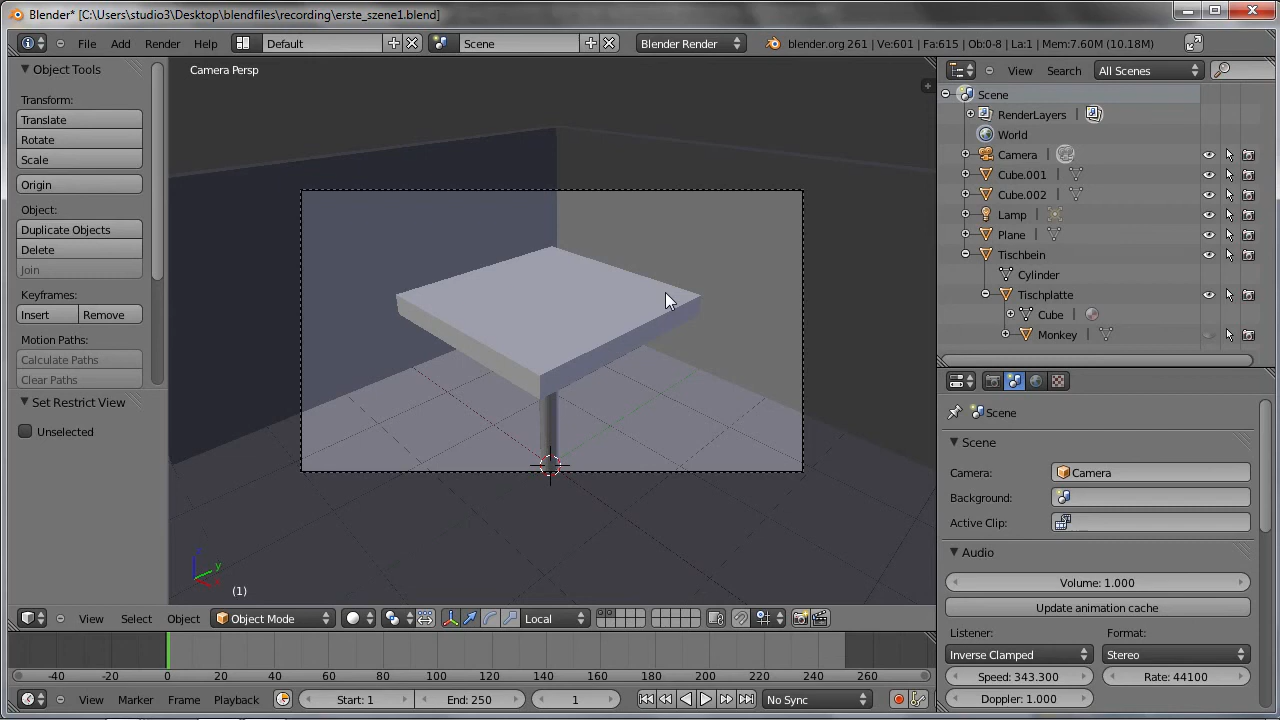 Blender* [C:\Users\studio3\Desktop\blendfiles\recording\erste_szene1.blend]
File Add Render Help Default Scene Blender Render blender.org 261 | Ve:601 | Fa:615 | Ob:0-8 | La:1 | Mem:7.60M (10.18M)
Object Tools
Transform:
Translate
Rotate
Scale
Origin
Object:
Duplicate Objects
Delete
Join
Keyframes:
Insert Remove
Motion Paths:
Calculate Paths
Clear Paths
Set Restrict View
Unselected
Camera Persp
z
y
x
(1)
View Select Object Object Mode Local
-40 -20 0 20 40 60 80 100 120 140 160 180 200 220 240 260
View Marker Frame Playback Start: 1 End: 250 1 No Sync
View Search All Scenes
Scene
RenderLayers |
World
Camera |
Cube.001 |
Cube.002 |
Lamp |
Plane |
Tischbein
Cylinder
Tischplatte
Cube |
Monkey |
Scene
Scene
Camera: Camera
Background:
Active Clip:
Audio
Volume: 1.000
Update animation cache
Listener: Format:
Inverse Clamped Stereo
Speed: 343.300 Rate: 44100
Doppler: 1.000